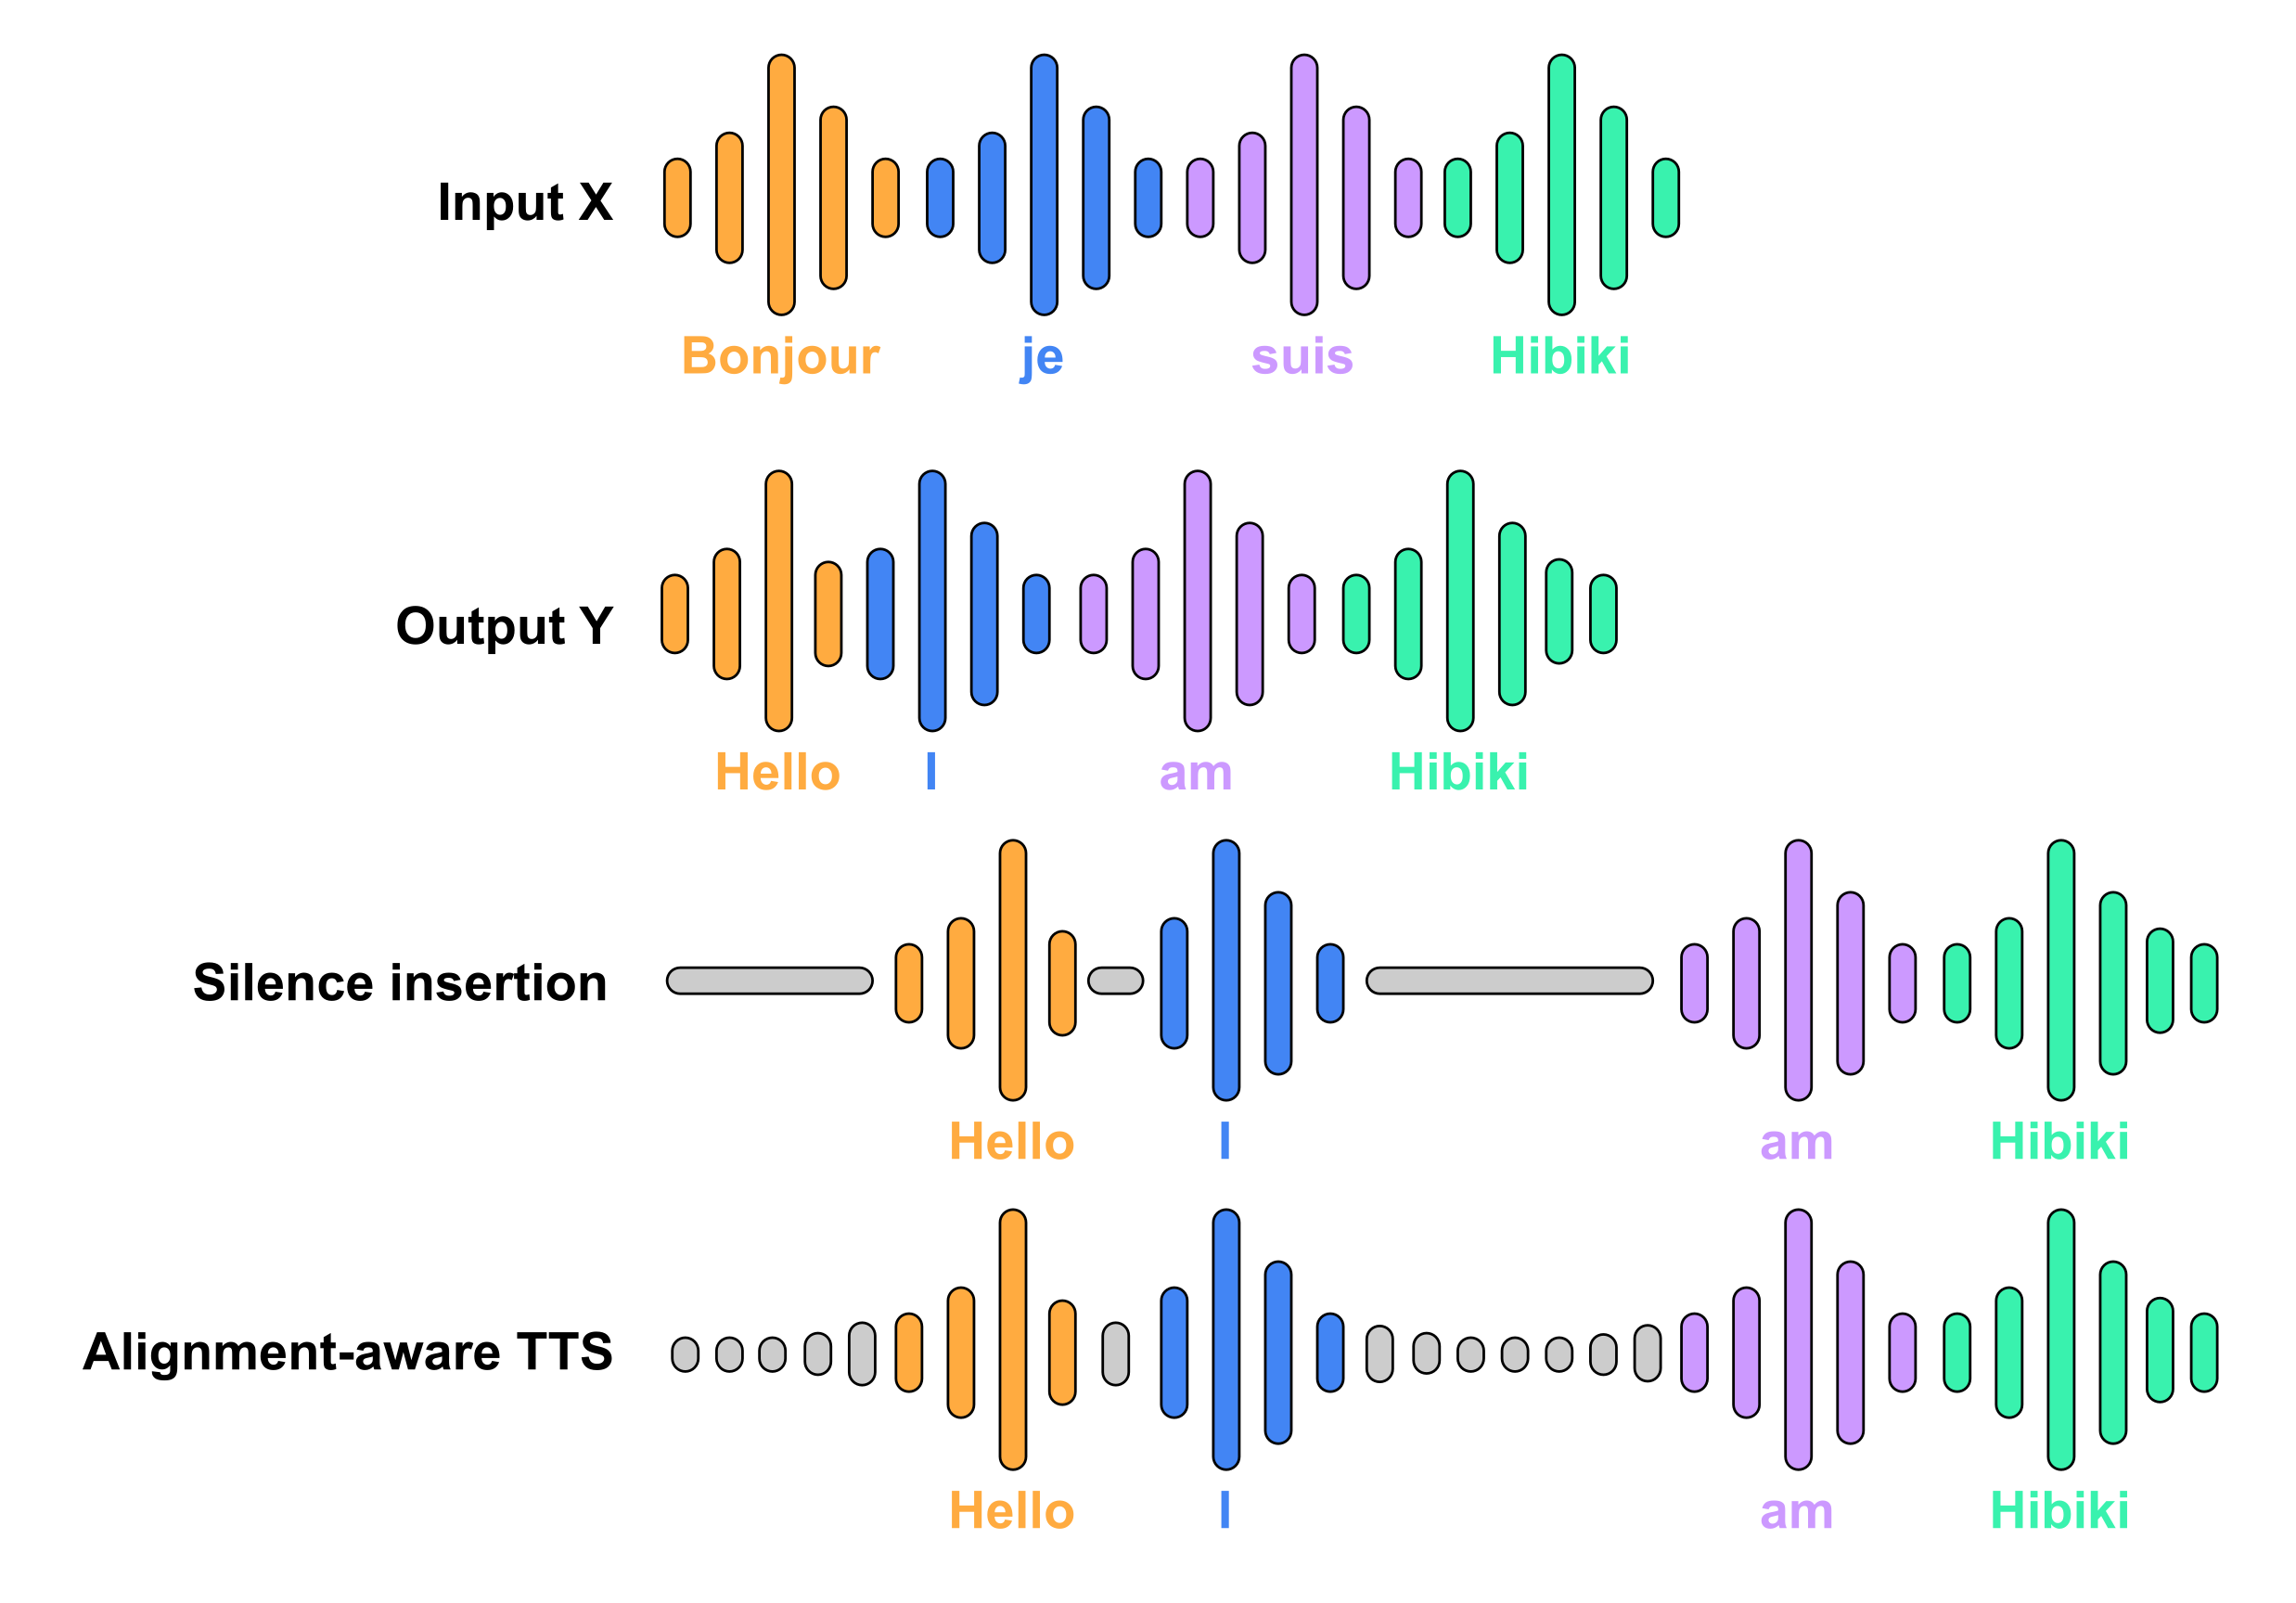 Input X
Bonjour je suis Hibiki
Output Y
Hello I am Hibiki
Silence insertion
Hello I am Hibiki
Alignment-aware TTS
Hello I am Hibiki